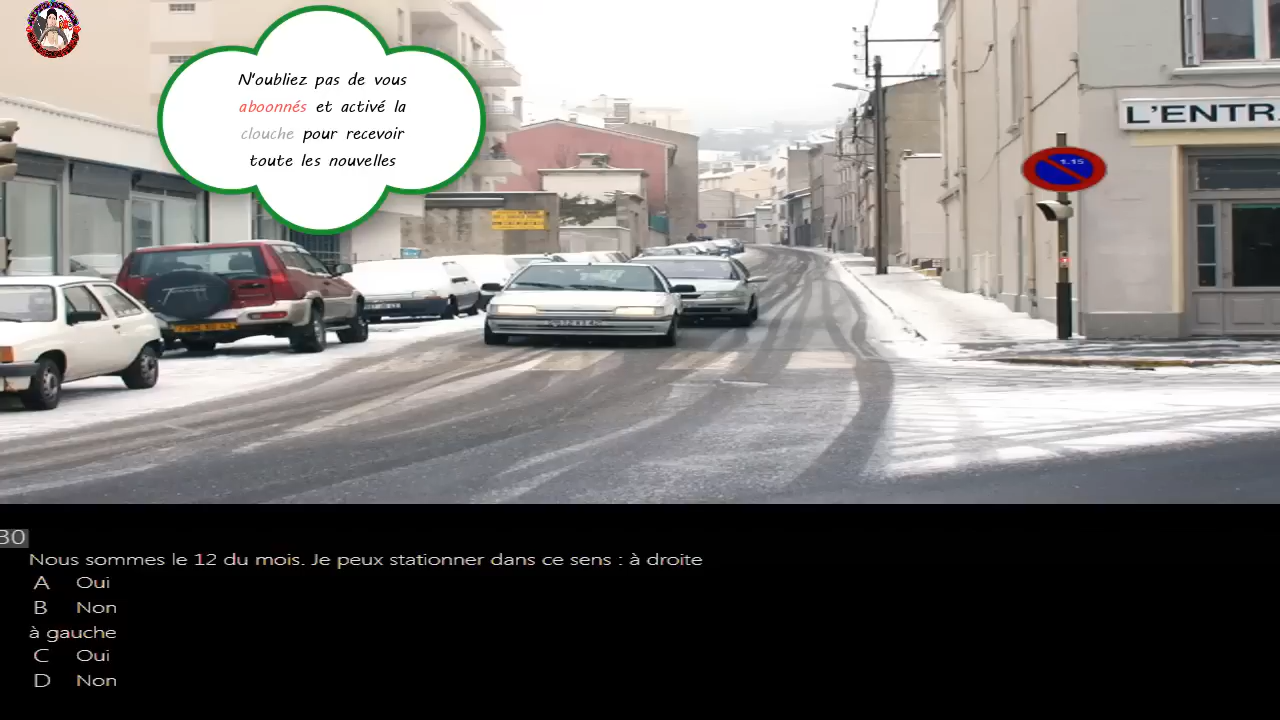 N'oubliez pas de vous
aboonnés et activé la
clouche pour recevoir
toute les nouvelles
L'ENTR
1.15
30
Nous sommes le 12 du mois. Je peux stationner dans ce sens : à droite
A Oui
B Non
à gauche
C Oui
D Non